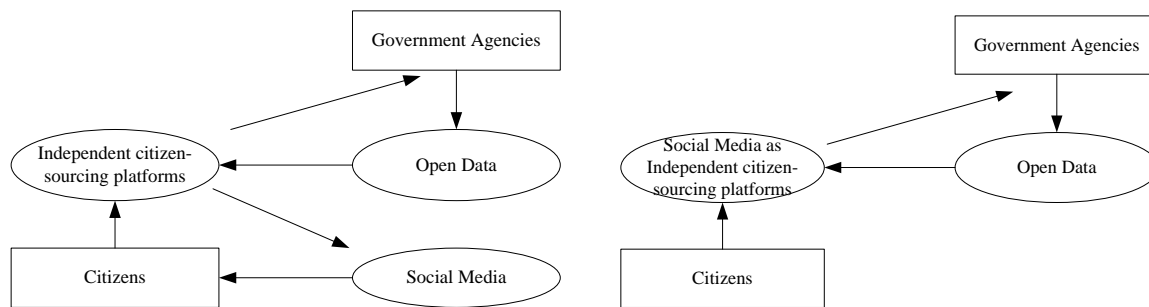 Government Agencies
Independent citizen-
sourcing platforms
Open Data
Citizens
Social Media
Government Agencies
Social Media as
Independent citizen-
sourcing platforms
Open Data
Citizens